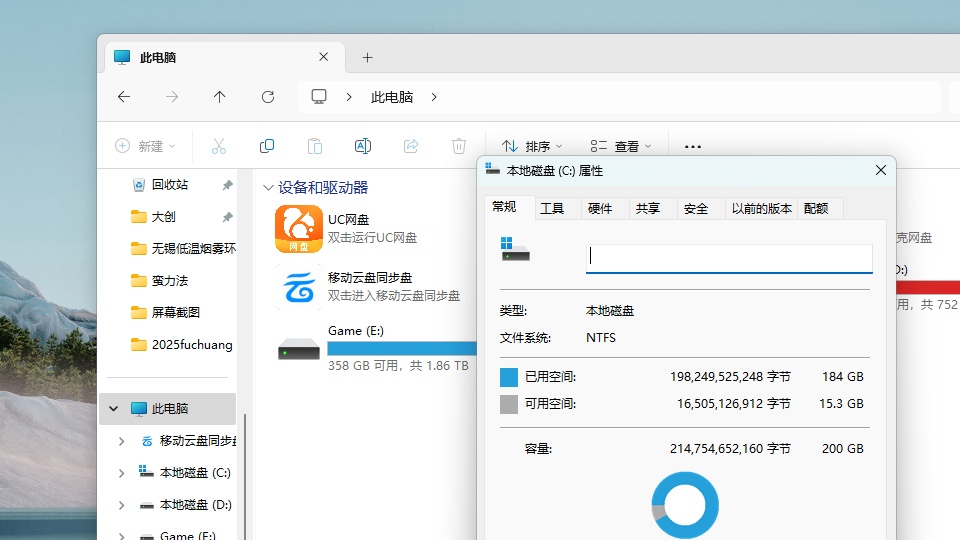 此电脑
此电脑
新建
排序
查看
回收站
大创
无锡低温烟雾环
蛮力法
屏幕截图
2025fuchuang
此电脑
移动云盘同步盘
本地磁盘 (C:)
本地磁盘 (D:)
Game (E:)
设备和驱动器
网盘
UC网盘
双击运行UC网盘
移动云盘同步盘
双击进入移动云盘同步盘
Game (E:)
358 GB 可用，共 1.86 TB
克网盘
D:)
用，共 752
本地磁盘 (C:) 属性
常规 工具 硬件 共享 安全 以前的版本 配额
类型: 本地磁盘
文件系统: NTFS
已用空间: 198,249,525,248 字节 184 GB
可用空间: 16,505,126,912 字节 15.3 GB
容量: 214,754,652,160 字节 200 GB